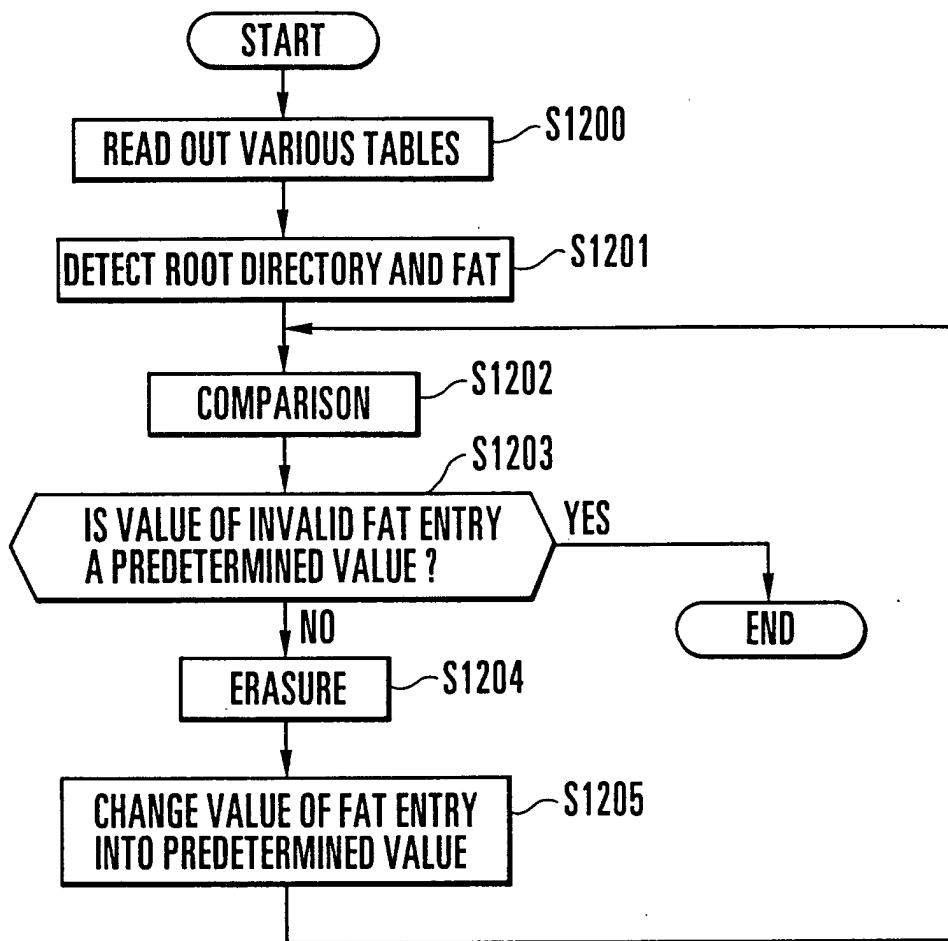 START
READ OUT VARIOUS TABLES
S1200
DETECT ROOT DIRECTORY AND FAT
S1201
COMPARISON
S1202
S1203
IS VALUE OF INVALID FAT ENTRY
A PREDETERMINED VALUE ?
YES
NO
END
ERASURE
S1204
CHANGE VALUE OF FAT ENTRY
INTO PREDETERMINED VALUE
S1205